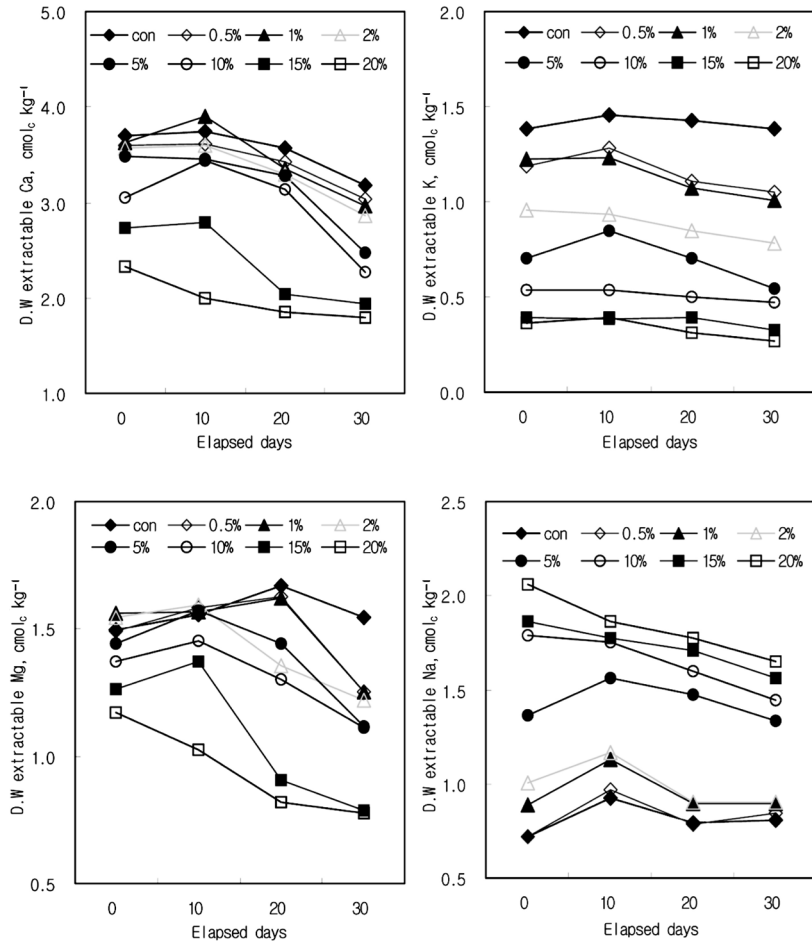 D.W extractable Ca, cmolc kg⁻¹
5.0
4.0
3.0
2.0
1.0
con 0.5% 1% 2%
5% 10% 15% 20%
0 10 20 30
Elapsed days
D.W extractable K, cmolc kg⁻¹
2.0
1.5
1.0
0.5
0.0
con 0.5% 1% 2%
5% 10% 15% 20%
0 10 20 30
Elapsed days
D.W extractable Mg, cmolc kg⁻¹
2.0
1.5
1.0
0.5
con 0.5% 1% 2%
5% 10% 15% 20%
0 10 20 30
Elapsed days
D.W extractable Na, cmolc kg⁻¹
2.5
2.0
1.5
1.0
0.5
con 0.5% 1% 2%
5% 10% 15% 20%
0 10 20 30
Elapsed days